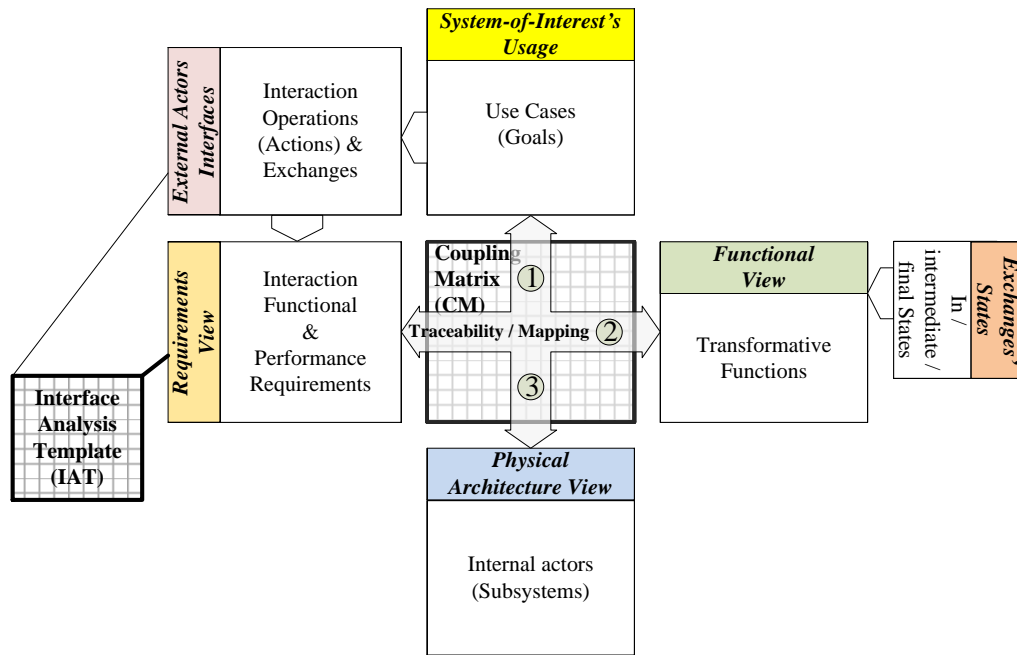 System-of-Interest's
Usage
Use Cases
(Goals)
External Actors
Interfaces
Interaction
Operations
(Actions) &
Exchanges
Requirements
View
Interaction
Functional
&
Performance
Requirements
Coupling
Matrix
(CM)
1
Traceability / Mapping
2
3
Functional
View
Transformative
Functions
Exchanges'
States
In /
intermediate /
final States
Interface
Analysis
Template
(IAT)
Physical
Architecture View
Internal actors
(Subsystems)